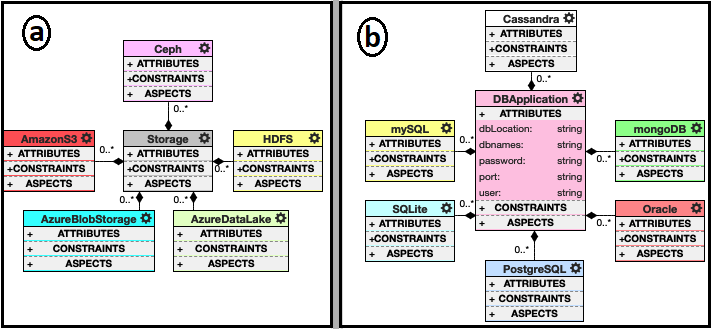 a
Ceph
+ ATTRIBUTES
+CONSTRAINTS
+ ASPECTS
0..*
AmazonS3
+ ATTRIBUTES
+CONSTRAINTS
+ ASPECTS
0..*
Storage
+ ATTRIBUTES
+CONSTRAINTS
+ ASPECTS
HDFS
+ ATTRIBUTES
+CONSTRAINTS
+ ASPECTS
0..*
0..*
0..*
AzureBlobStorage
+ ATTRIBUTES
+ CONSTRAINTS
+ ASPECTS
AzureDataLake
+ ATTRIBUTES
+ CONSTRAINTS
+ ASPECTS
b
Cassandra
+ ATTRIBUTES
+CONSTRAINTS
+ ASPECTS
0..*
DBApplication
+ ATTRIBUTES
dbLocation: string
dbnames: string
password: string
port: string
user: string
+ CONSTRAINTS
+ ASPECTS
mySQL
+ ATTRIBUTES
+CONSTRAINTS
+ ASPECTS
0..*
mongoDB
+ ATTRIBUTES
+CONSTRAINTS
+ ASPECTS
0..*
SQLite
+ ATTRIBUTES
+CONSTRAINTS
+ ASPECTS
0..*
Oracle
+ ATTRIBUTES
+CONSTRAINTS
+ ASPECTS
0..*
0..*
PostgreSQL
+ ATTRIBUTES
+ CONSTRAINTS
+ ASPECTS